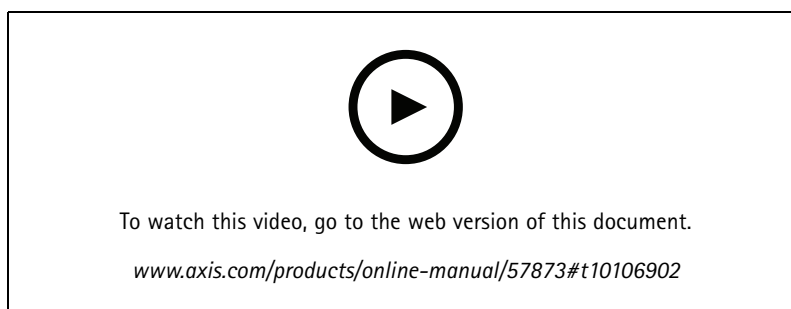 To watch this video, go to the web version of this document.
www.axis.com/products/online-manual/57873#t10106902